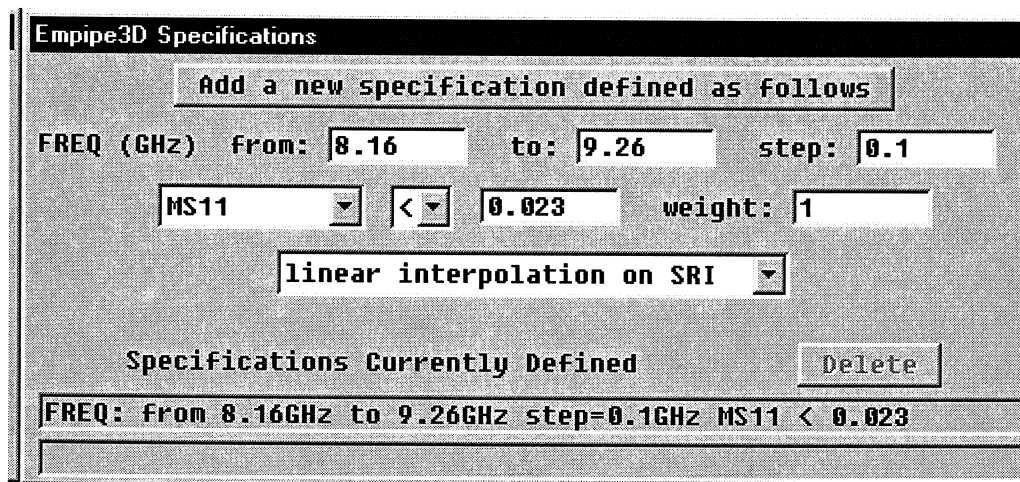 Empipe3D Specifications
Add a new specification defined as follows
FREQ (GHz) from: 8.16 to: 9.26 step: 0.1
MS11 < 0.023 weight: 1
linear interpolation on SRI
Specifications Currently Defined Delete
FREQ: from 8.16GHz to 9.26GHz step=0.1GHz MS11 < 0.023